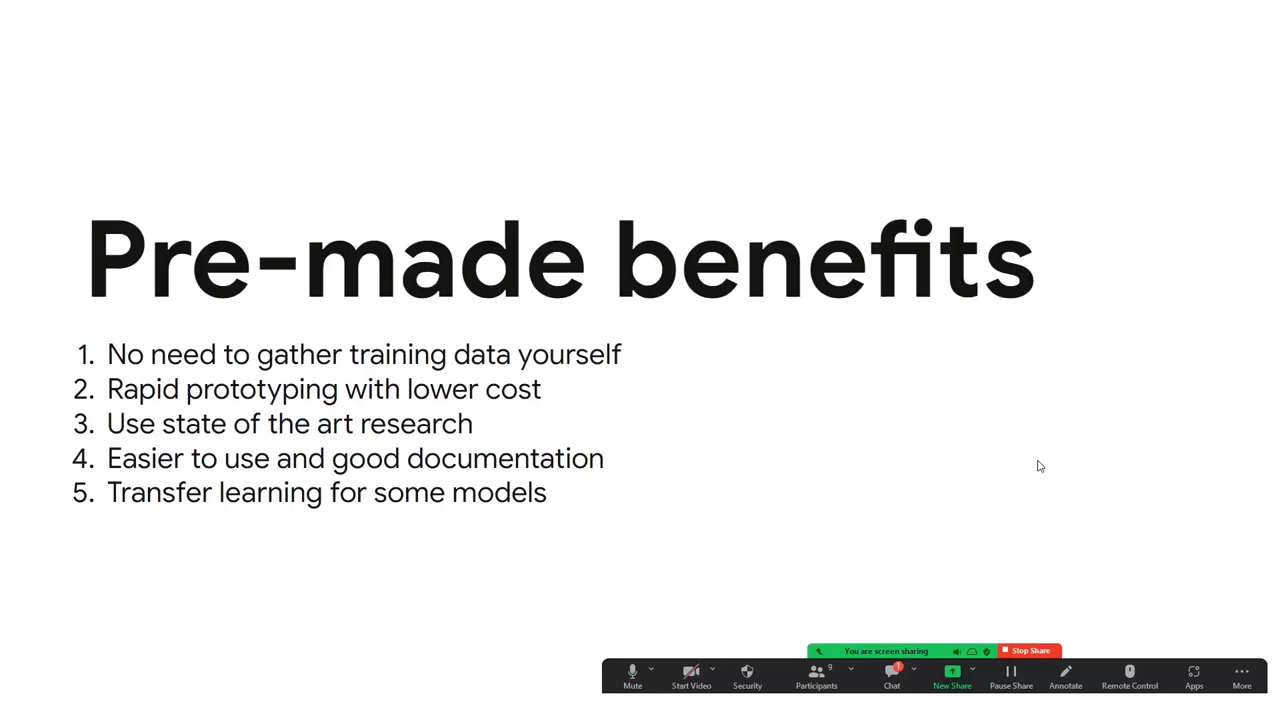 Pre-made benefits
1. No need to gather training data yourself
2. Rapid prototyping with lower cost
3. Use state of the art research
4. Easier to use and good documentation
5. Transfer learning for some models
You are screen sharing Stop Share
9 1
Mute Start Video Security Participants Chat New Share Pause Share Annotate Remote Control Apps More